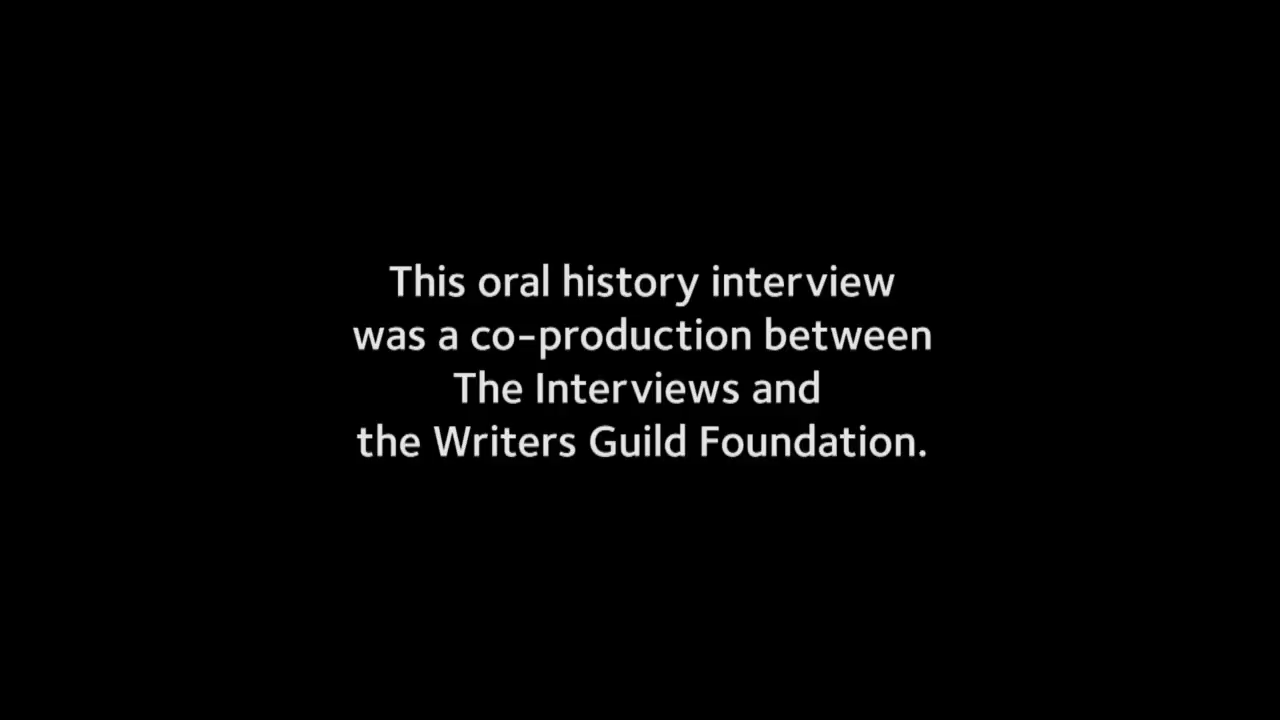 This oral history interview
was a co-production between
The Interviews and
the Writers Guild Foundation.